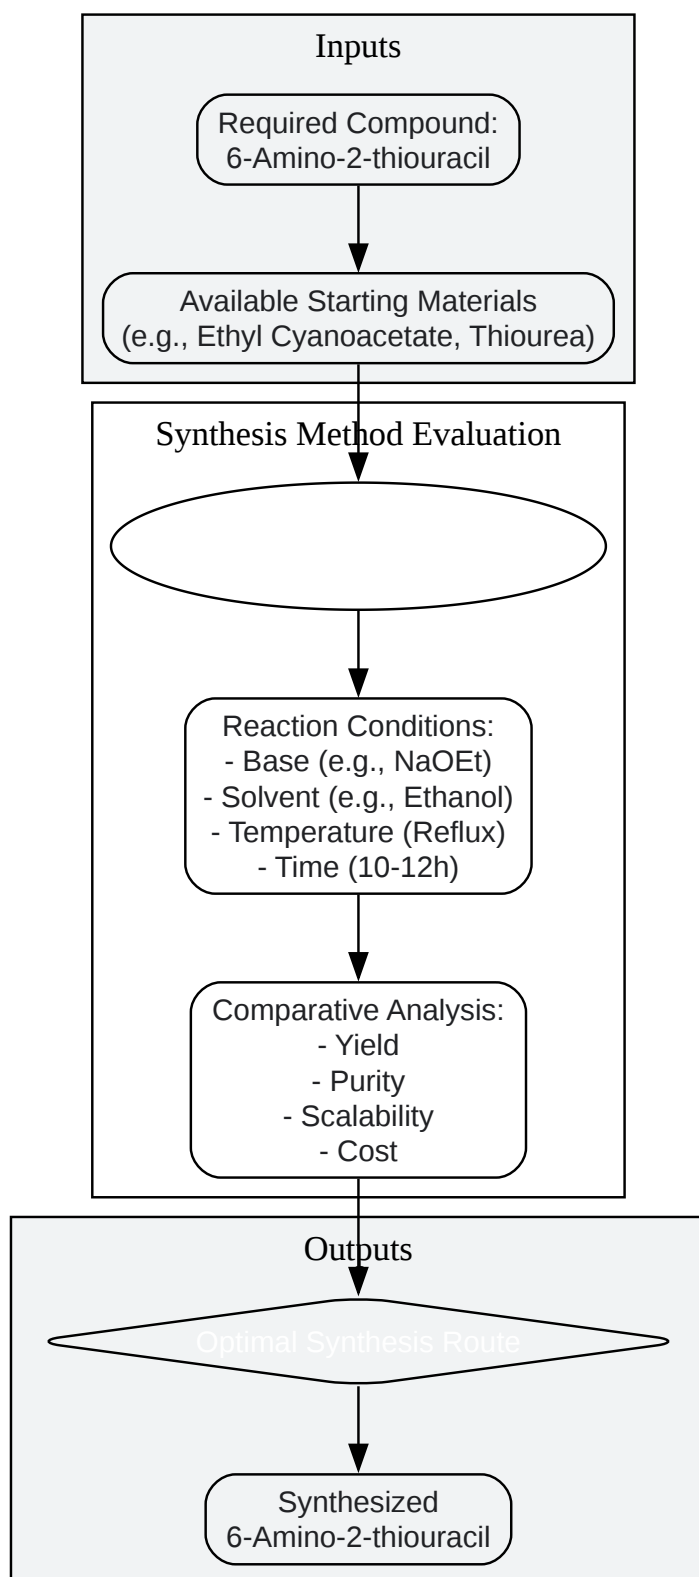 Inputs
Required Compound:
6-Amino-2-thiouracil
Available Starting Materials
(e.g., Ethyl Cyanoacetate, Thiourea)
Synthesis Method Evaluation
Reaction Conditions:
- Base (e.g., NaOEt)
- Solvent (e.g., Ethanol)
- Temperature (Reflux)
- Time (10-12h)
Comparative Analysis:
- Yield
- Purity
- Scalability
- Cost
Outputs
Optimal Synthesis Route
Synthesized
6-Amino-2-thiouracil